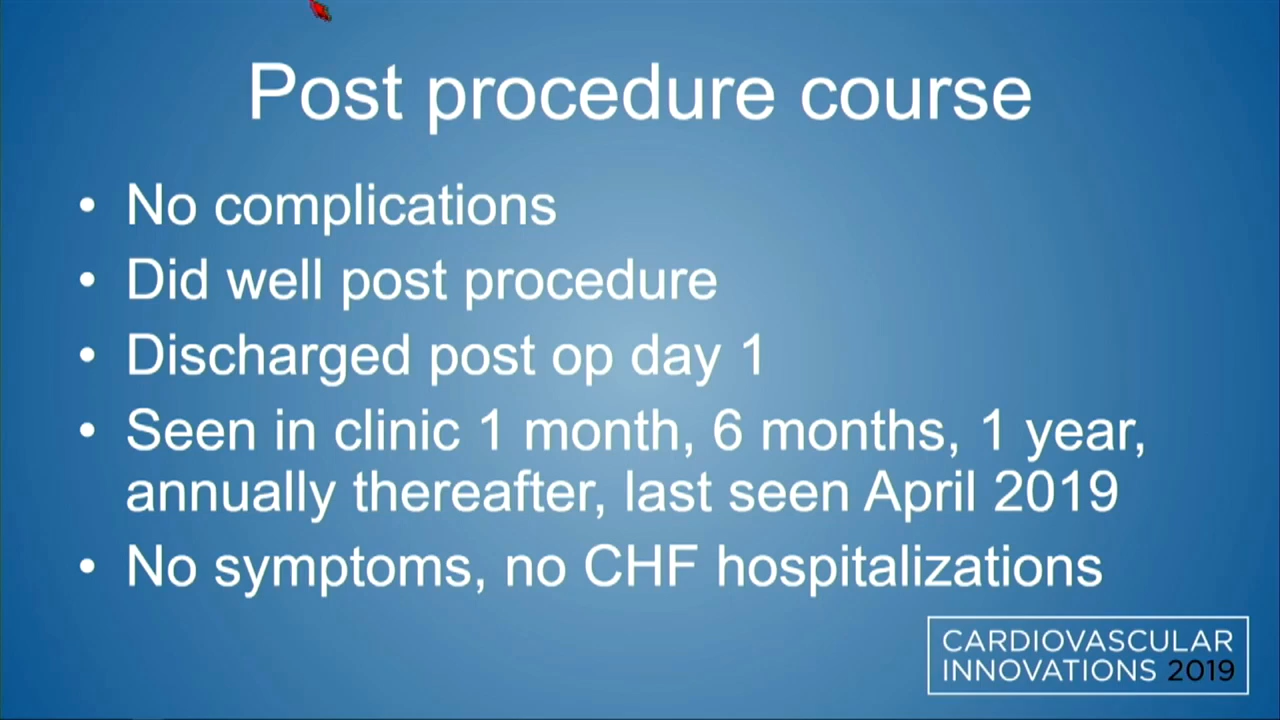 Post procedure course
• No complications
• Did well post procedure
• Discharged post op day 1
• Seen in clinic 1 month, 6 months, 1 year,
annually thereafter, last seen April 2019
• No symptoms, no CHF hospitalizations
CARDIOVASCULAR
INNOVATIONS 2019